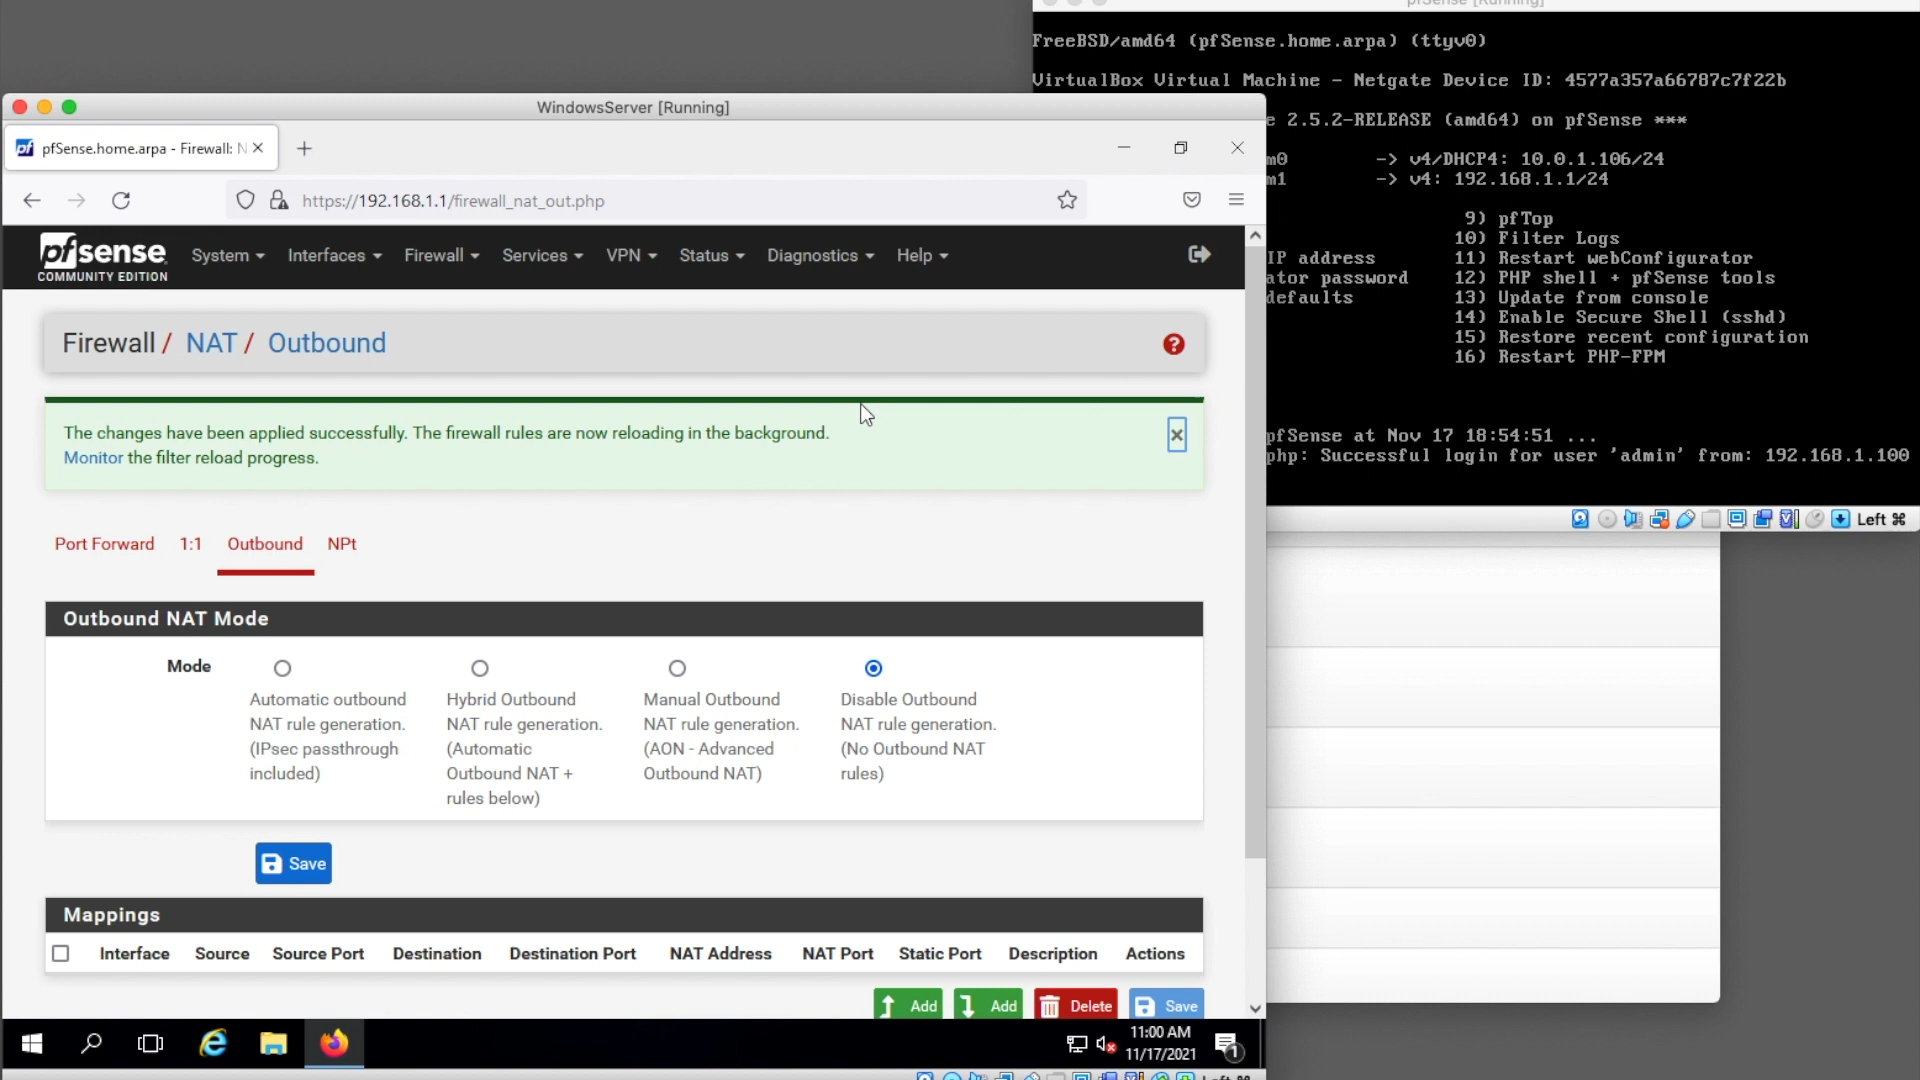 pfSense [Running]
FreeBSD/amd64 (pfSense.home.arpa) (ttyv0)
VirtualBox Virtual Machine - Netgate Device ID: 4577a357a66787c7f22b
e 2.5.2-RELEASE (amd64) on pfSense ***
m0 -> v4/DHCP4: 10.0.1.106/24
m1 -> v4: 192.168.1.1/24
9) pfTop
10) Filter Logs
IP address 11) Restart webConfigurator
ator password 12) PHP shell + pfSense tools
defaults 13) Update from console
14) Enable Secure Shell (sshd)
15) Restore recent configuration
16) Restart PHP-FPM
pfSense at Nov 17 18:54:51 ...
php: Successful login for user 'admin' from: 192.168.1.100
Left ⌘
WindowsServer [Running]
pfSense.home.arpa - Firewall: N
https://192.168.1.1/firewall_nat_out.php
pfsense
COMMUNITY EDITION
System Interfaces Firewall Services VPN Status Diagnostics Help
Firewall / NAT / Outbound
The changes have been applied successfully. The firewall rules are now reloading in the background.
Monitor the filter reload progress.
Port Forward 1:1 Outbound NPt
Outbound NAT Mode
Mode
Automatic outbound
NAT rule generation.
(IPsec passthrough
included)
Hybrid Outbound
NAT rule generation.
(Automatic
Outbound NAT +
rules below)
Manual Outbound
NAT rule generation.
(AON - Advanced
Outbound NAT)
Disable Outbound
NAT rule generation.
(No Outbound NAT
rules)
Save
Mappings
Interface Source Source Port Destination Destination Port NAT Address NAT Port Static Port Description Actions
Add Add Delete Save
11:00 AM
11/17/2021
1